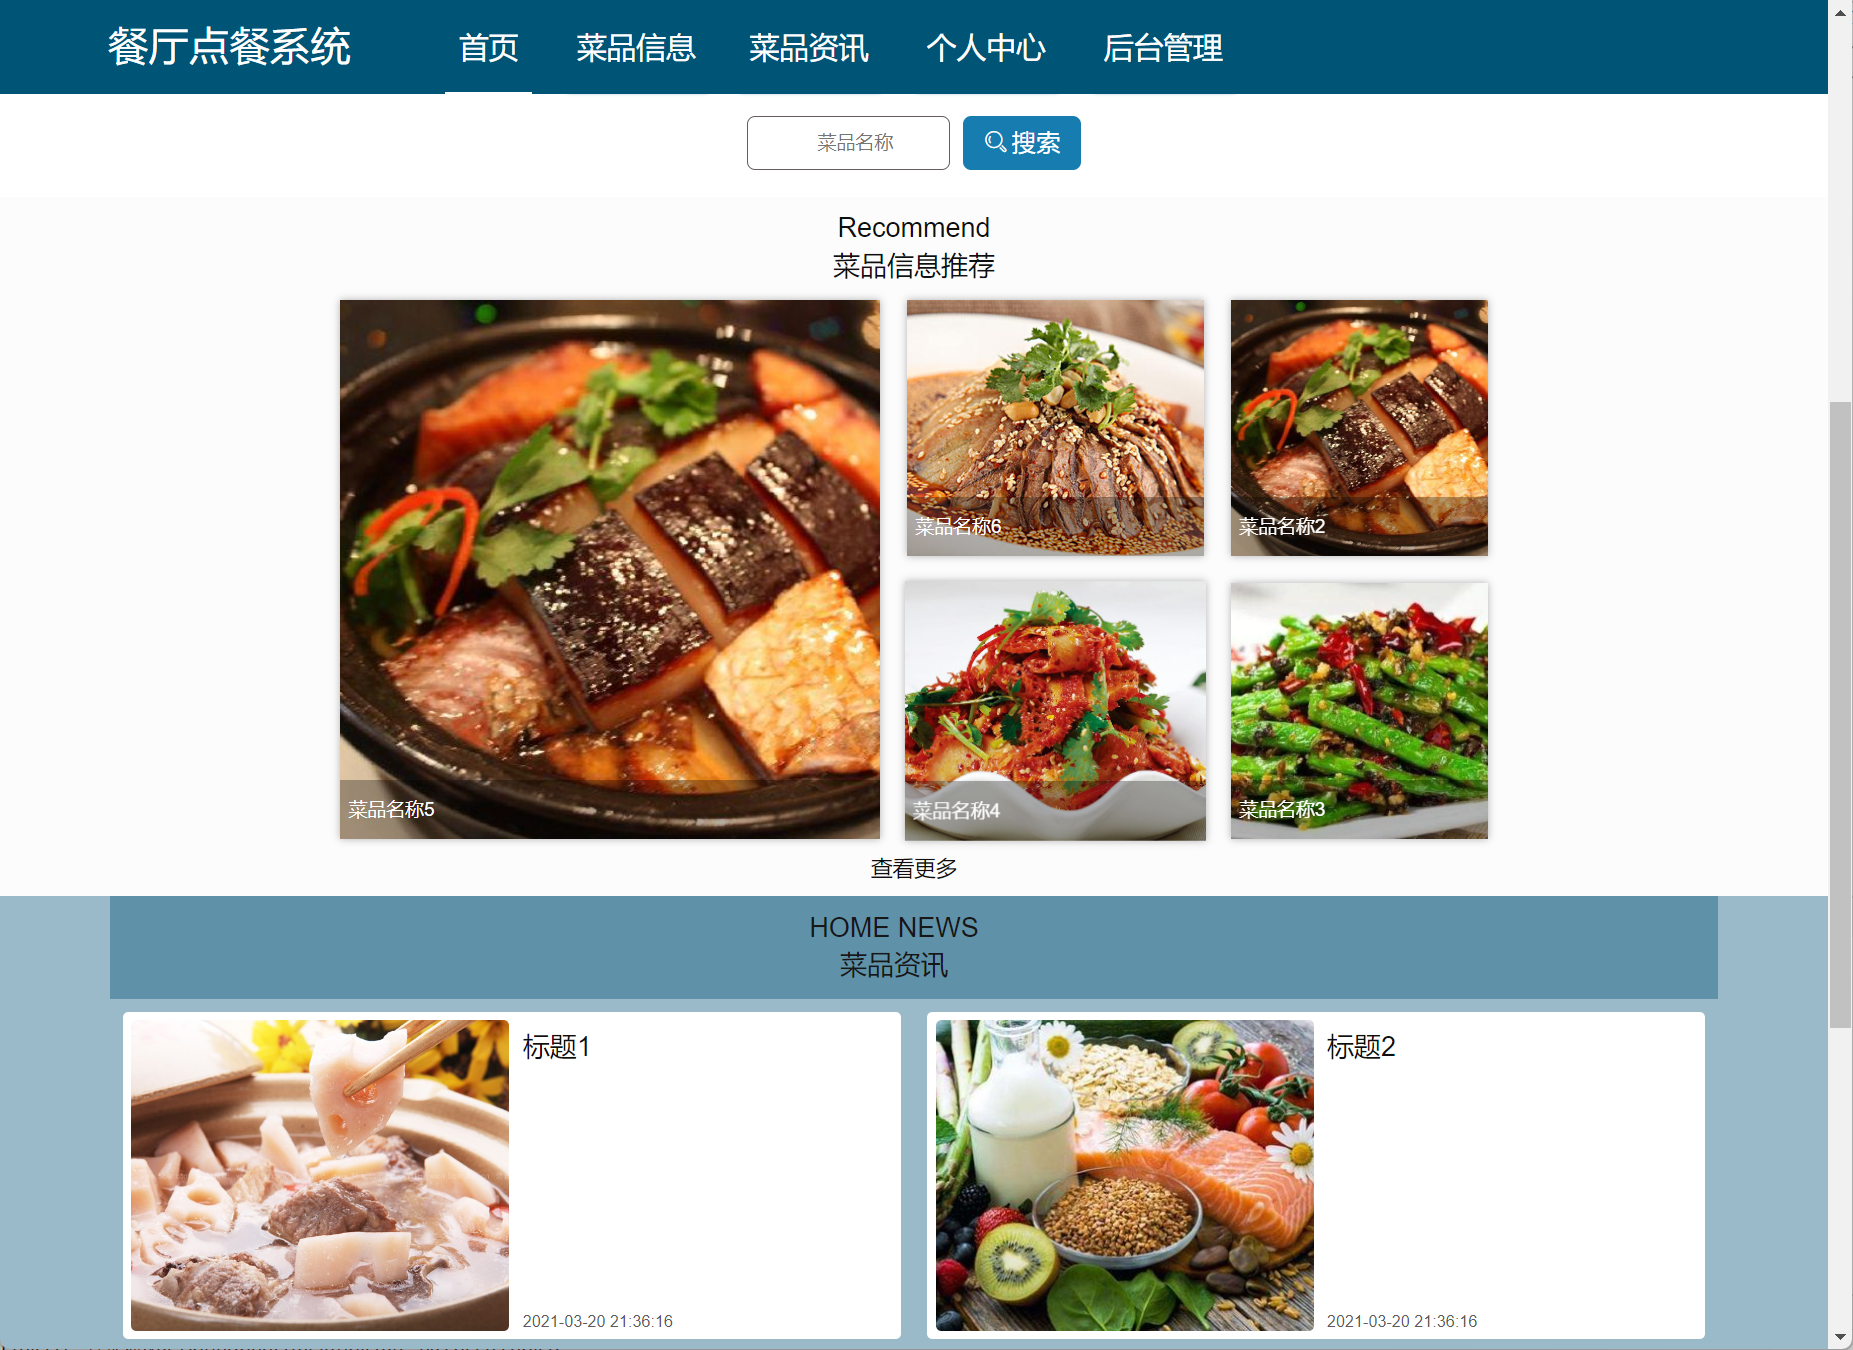 餐厅点餐系统
首页
菜品信息
菜品资讯
个人中心
后台管理
菜品名称
搜索
Recommend
菜品信息推荐
菜品名称6
菜品名称2
菜品名称5
菜品名称4
菜品名称3
查看更多
HOME NEWS
菜品资讯
标题1
2021-03-20 21:36:16
标题2
2021-03-20 21:36:16